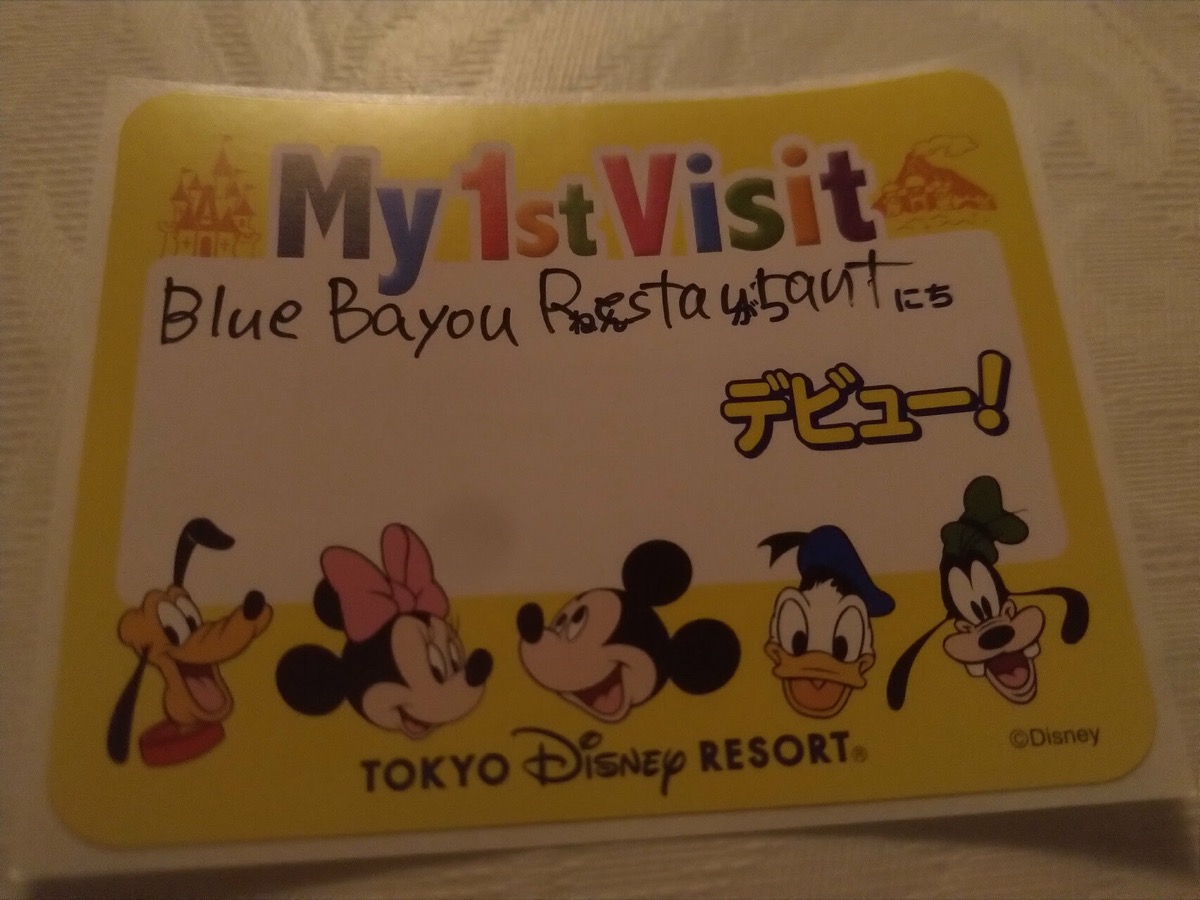 My 1st Visit
Blue Bayou Restaurant
ねん がつ にち
デビュー!
TOKYO Disney RESORT®
©Disney